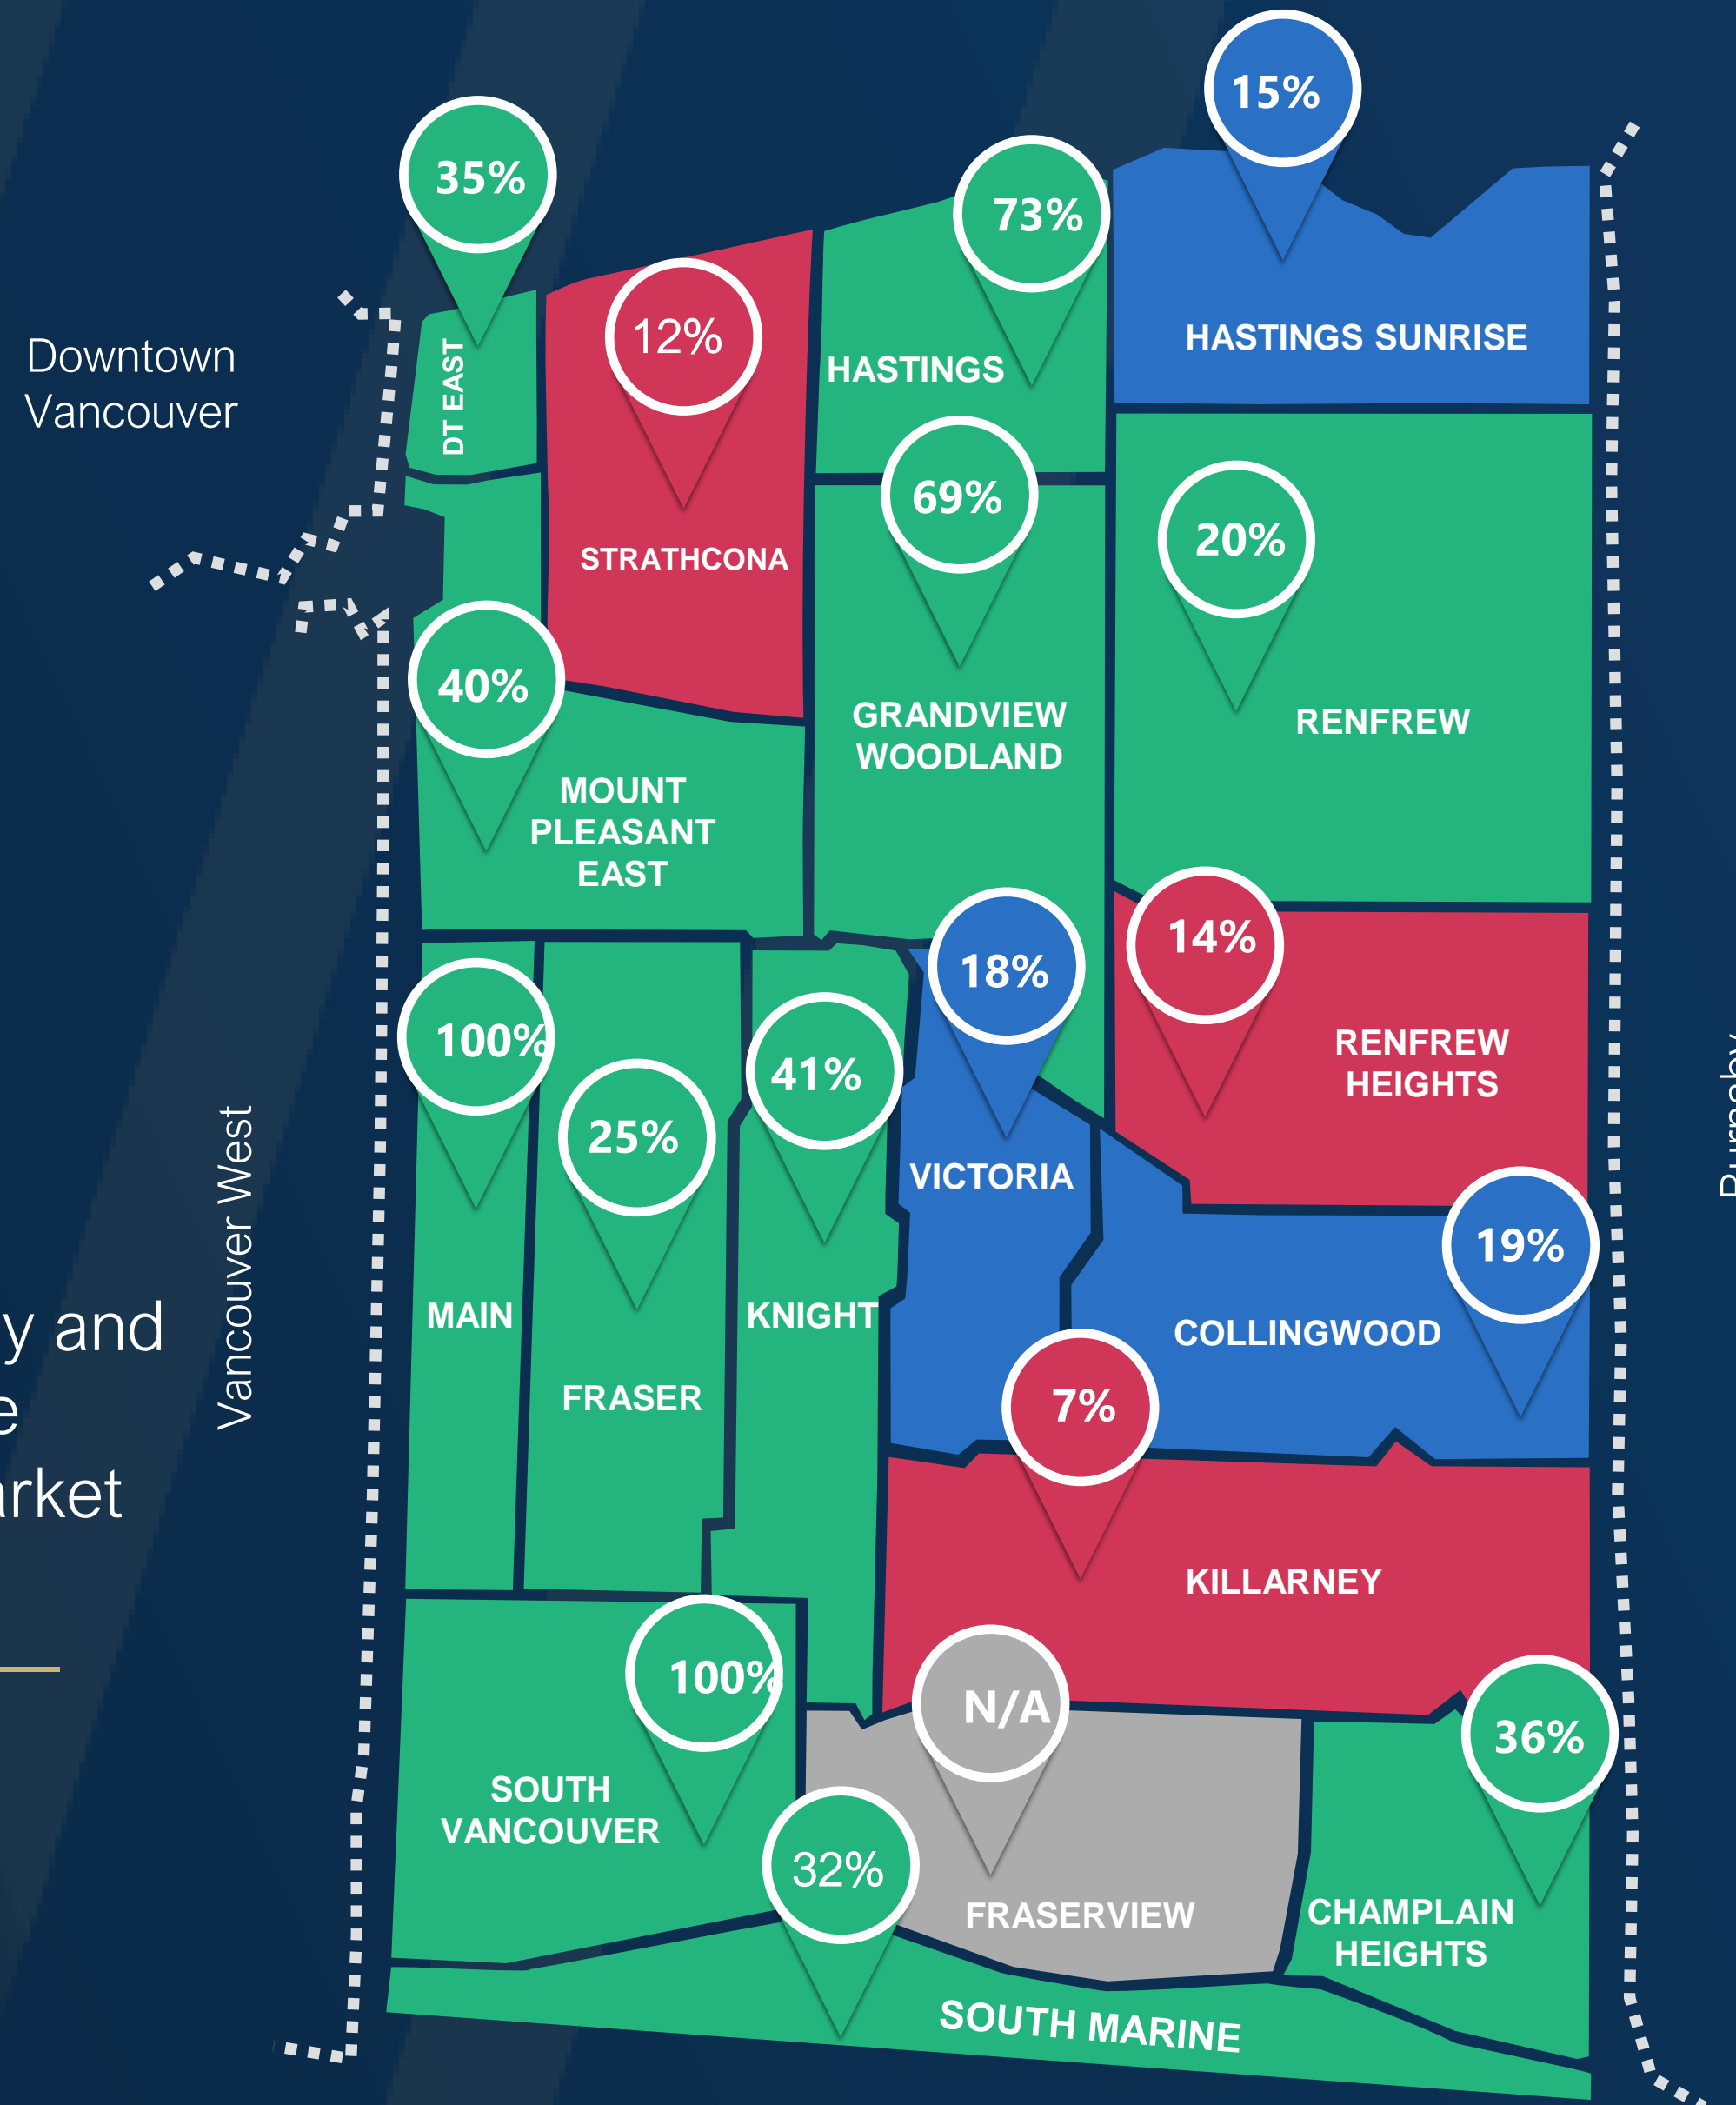 15%
35%
73%
12%
HASTINGS SUNRISE
Downtown
Vancouver
DT EAST
HASTINGS
69%
20%
STRATHCONA
40%
GRANDVIEW
WOODLAND
RENFREW
MOUNT
PLEASANT
EAST
14%
18%
100%
41%
RENFREW
HEIGHTS
25%
VICTORIA
Vancouver West
Burnaby
19%
MAIN
KNIGHT
COLLINGWOOD
y and
FRASER
7%
e
arket
KILLARNEY
100%
N/A
36%
SOUTH
VANCOUVER
32%
FRASERVIEW
CHAMPLAIN
HEIGHTS
SOUTH MARINE